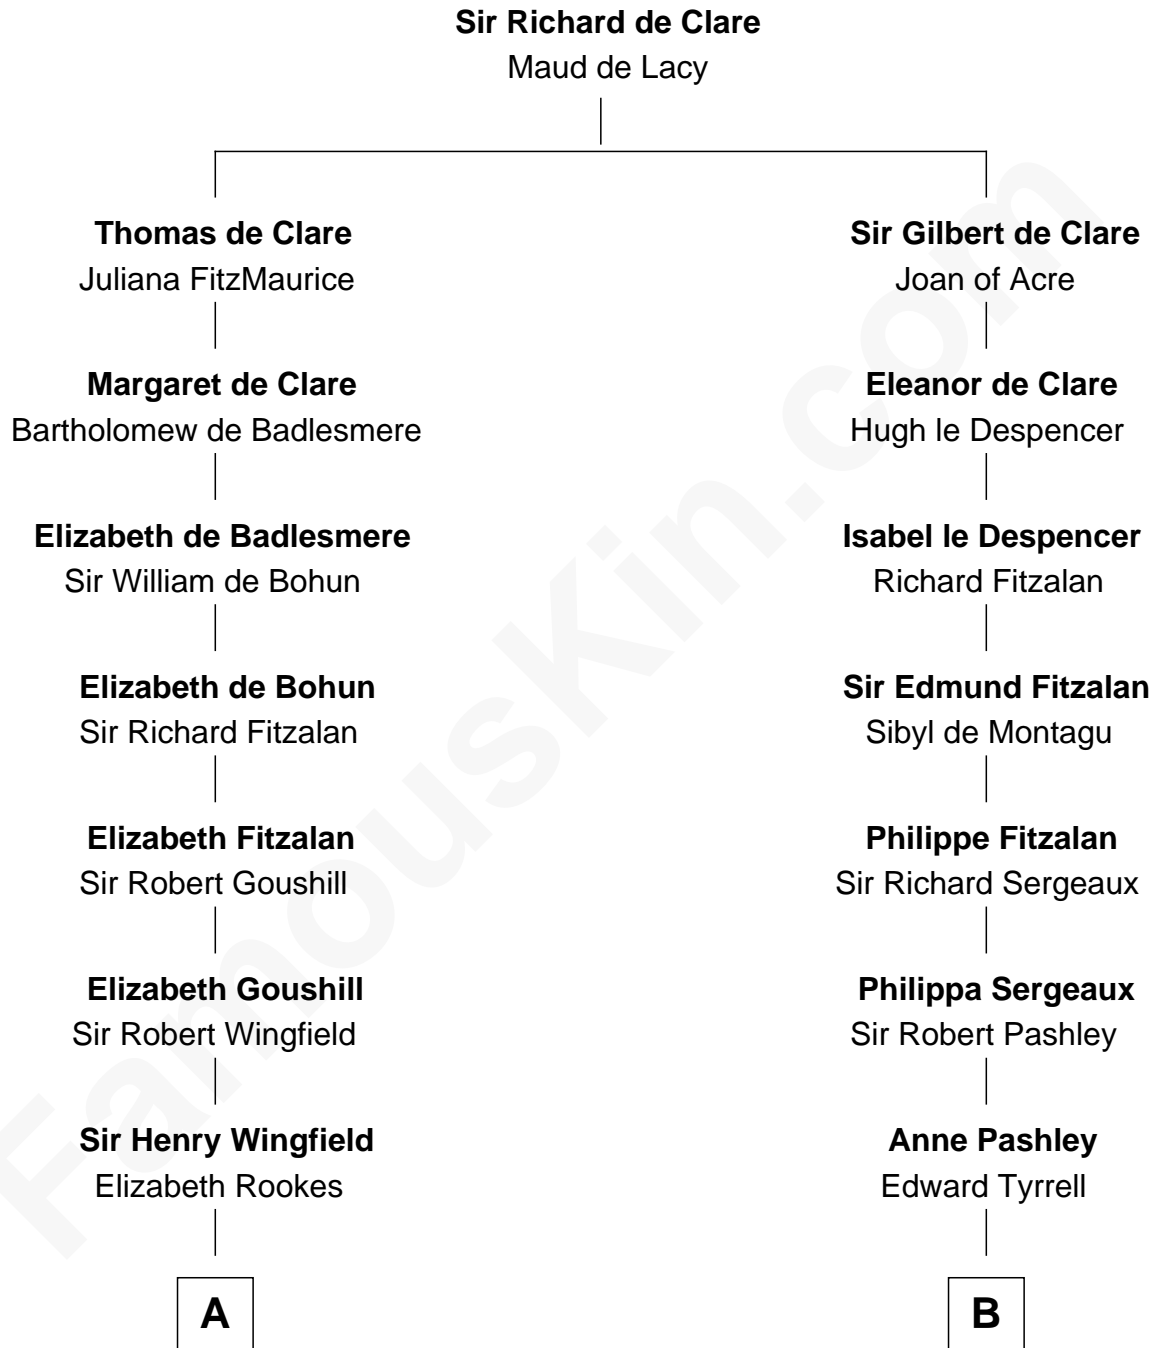 Sir Richard de Clare
Maud de Lacy
Thomas de Clare
Juliana FitzMaurice
Margaret de Clare
Bartholomew de Badlesmere
Elizabeth de Badlesmere
Sir William de Bohun
Elizabeth de Bohun
Sir Richard Fitzalan
Elizabeth Fitzalan
Sir Robert Goushill
Elizabeth Goushill
Sir Robert Wingfield
Sir Henry Wingfield
Elizabeth Rookes
A
Sir Gilbert de Clare
Joan of Acre
Eleanor de Clare
Hugh le Despencer
Isabel le Despencer
Richard Fitzalan
Sir Edmund Fitzalan
Sibyl de Montagu
Philippe Fitzalan
Sir Richard Sergeaux
Philippa Sergeaux
Sir Robert Pashley
Anne Pashley
Edward Tyrrell
B
FamousKin.com